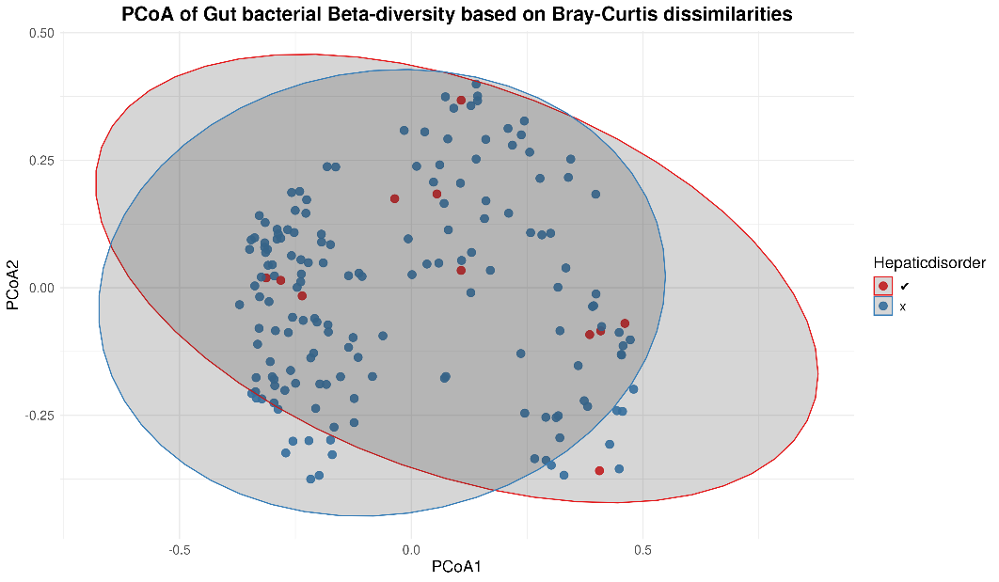 PCoA of Gut bacterial Beta-diversity based on Bray-Curtis dissimilarities
0.50
0.25
0.00
-0.25
PCoA2
-0.5
0.0
0.5
PCoA1
Hepaticdisorder
✔
x